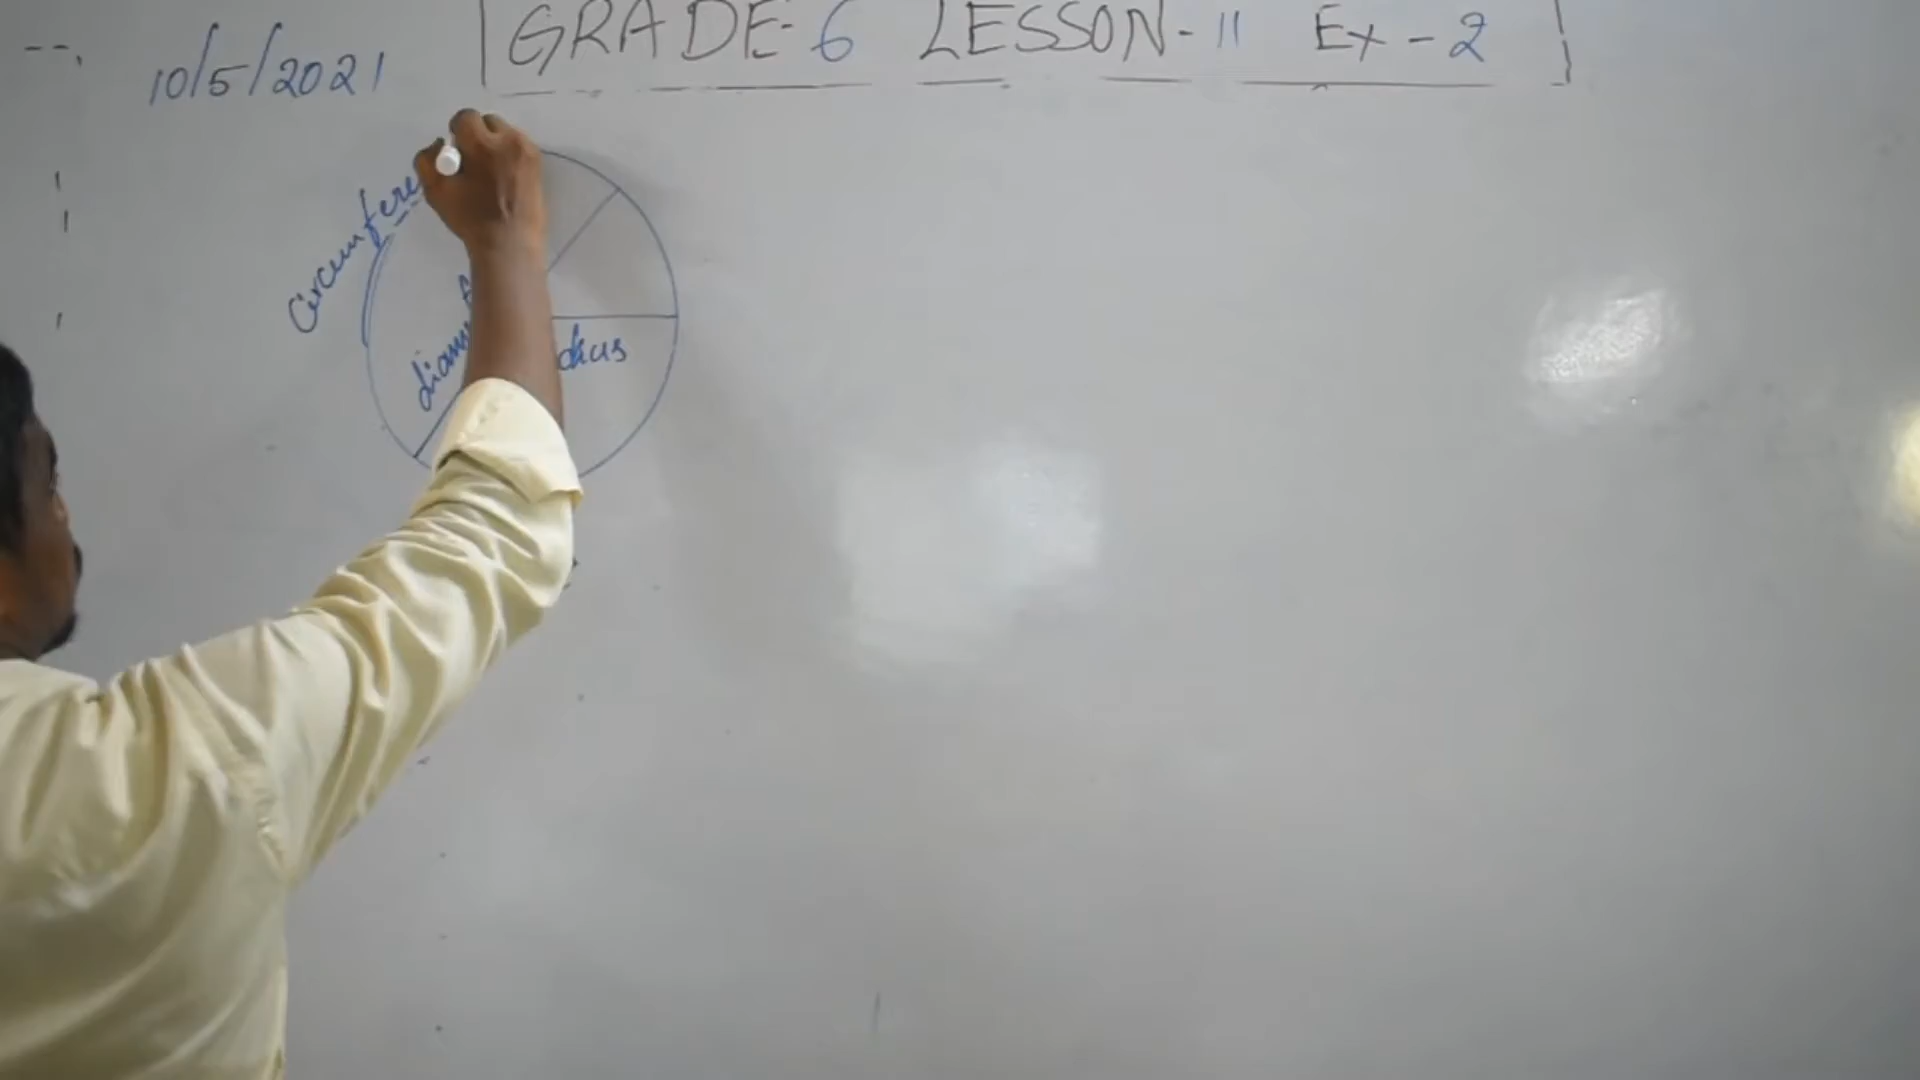 GRADE-6 LESSON-11 Ex-2
10/5/2021
Circumfere
diam
dius